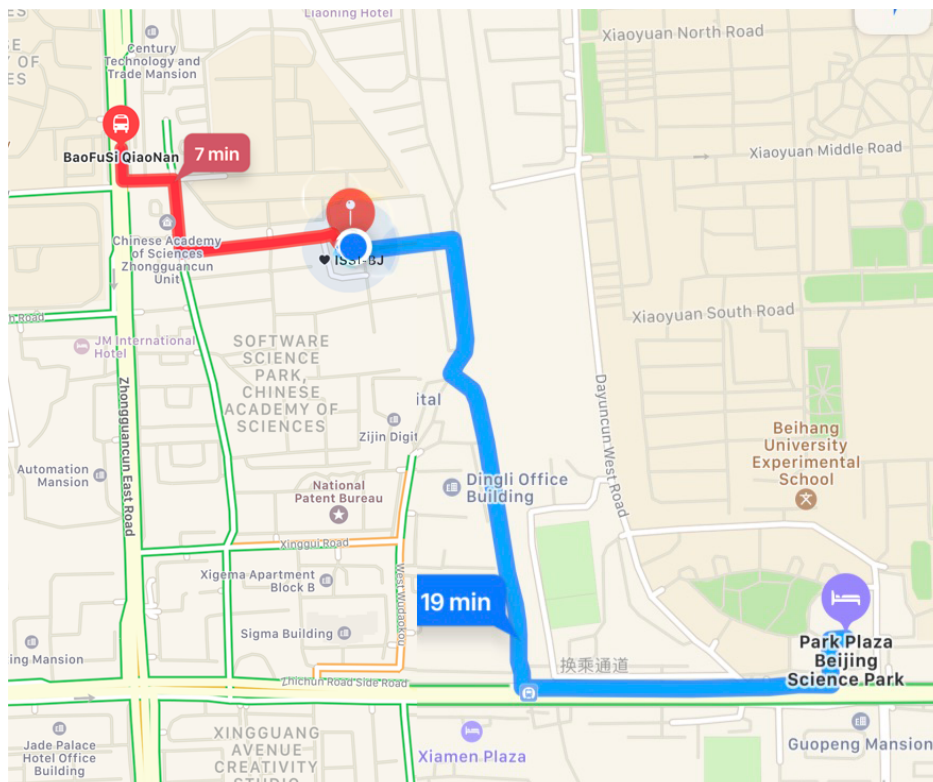 Liaoning Hotel
Century
Technology and
Trade Mansion
Xiaoyuan North Road
BaoFuSi QiaoNan
7 min
Xiaoyuan Middle Road
Chinese Academy
of Sciences
Zhongguancun
Unit
ISSI-BJ
Xiaoyuan South Road
JM International
Hotel
SOFTWARE
SCIENCE
PARK,
CHINESE
ACADEMY OF
SCIENCES
Zhongguancun East Road
Dayuncun West Road
ital
Zijin Digit
Beihang
University
Experimental
School
Automation
Mansion
National
Patent Bureau
Dingli Office
Building
Xinggui Road
West Wudaokou
Xigema Apartment
Block B
19 min
Sigma Building
Park Plaza
Beijing
Science Park
ing Mansion
换乘通道
Zhichun Road Side Road
Jade Palace
Hotel Office
Building
XINGGUANG
AVENUE
CREATIVITY
Xiamen Plaza
Guopeng Mansion